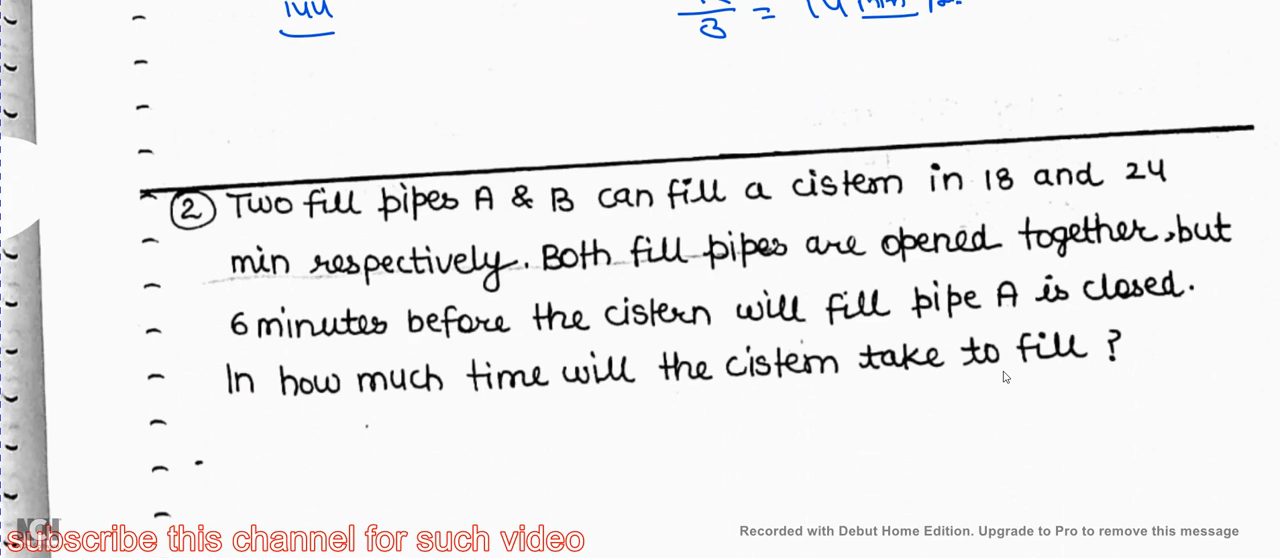 144
② Two fill pipes A & B can fill a cistern in 18 and 24
min respectively. Both fill pipes are opened together, but
6 minutes before the cistern will fill pipe A is closed.
In how much time will the cistern take to fill ?
subscribe this channel for such video
Recorded with Debut Home Edition. Upgrade to Pro to remove this message